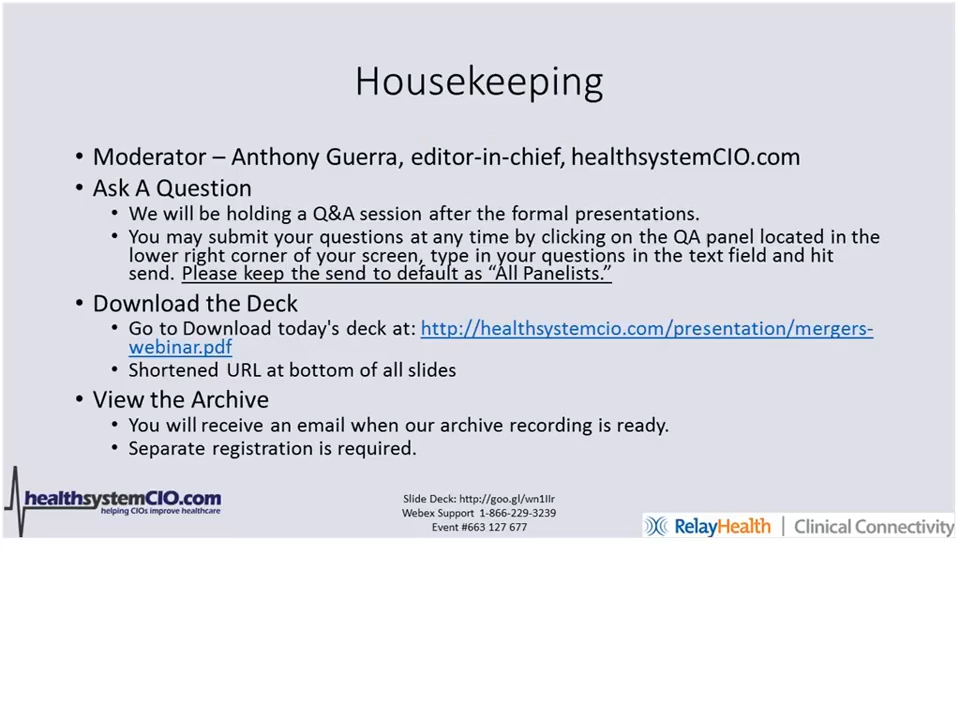 Housekeeping
• Moderator – Anthony Guerra, editor-in-chief, healthsystemCIO.com
• Ask A Question
• We will be holding a Q&A session after the formal presentations.
• You may submit your questions at any time by clicking on the QA panel located in the
lower right corner of your screen, type in your questions in the text field and hit
send. Please keep the send to default as “All Panelists.”
• Download the Deck
• Go to Download today's deck at: http://healthsystemcio.com/presentation/mergers-
webinar.pdf
• Shortened URL at bottom of all slides
• View the Archive
• You will receive an email when our archive recording is ready.
• Separate registration is required.
healthsystemCIO.com
helping CIOs improve healthcare
Slide Deck: http://goo.gl/wn1lIr
Webex Support 1-866-229-3239
Event #663 127 677
RelayHealth | Clinical Connectivity